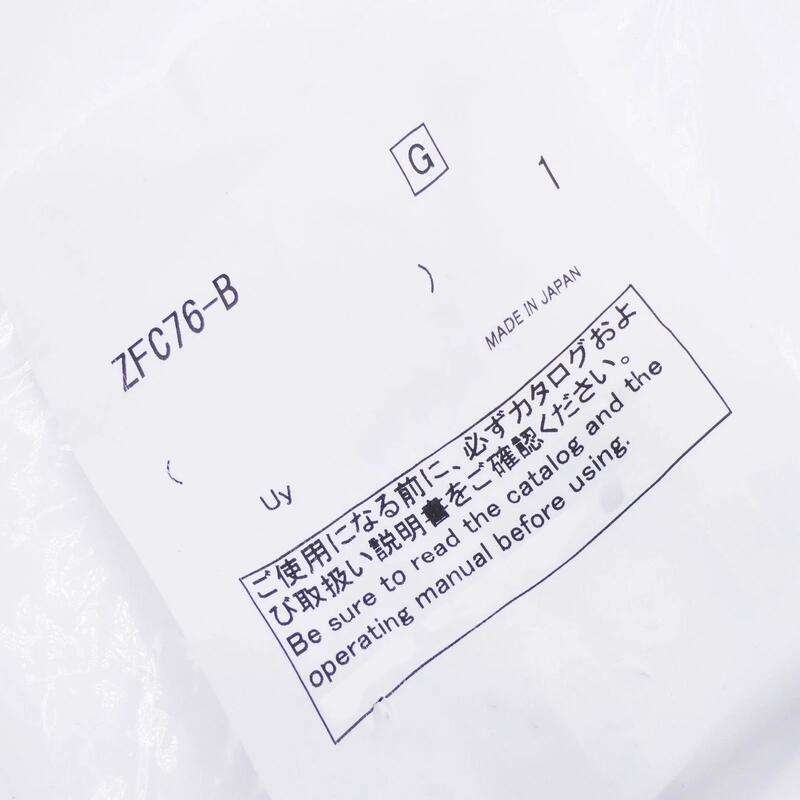 G
1
ZFC76-B
( )
MADE IN JAPAN
Uy
ご使用になる前に、必ずカタログおよ
び取扱い説明書をご確認ください。
Be sure to read the catalog and the
operating manual before using.